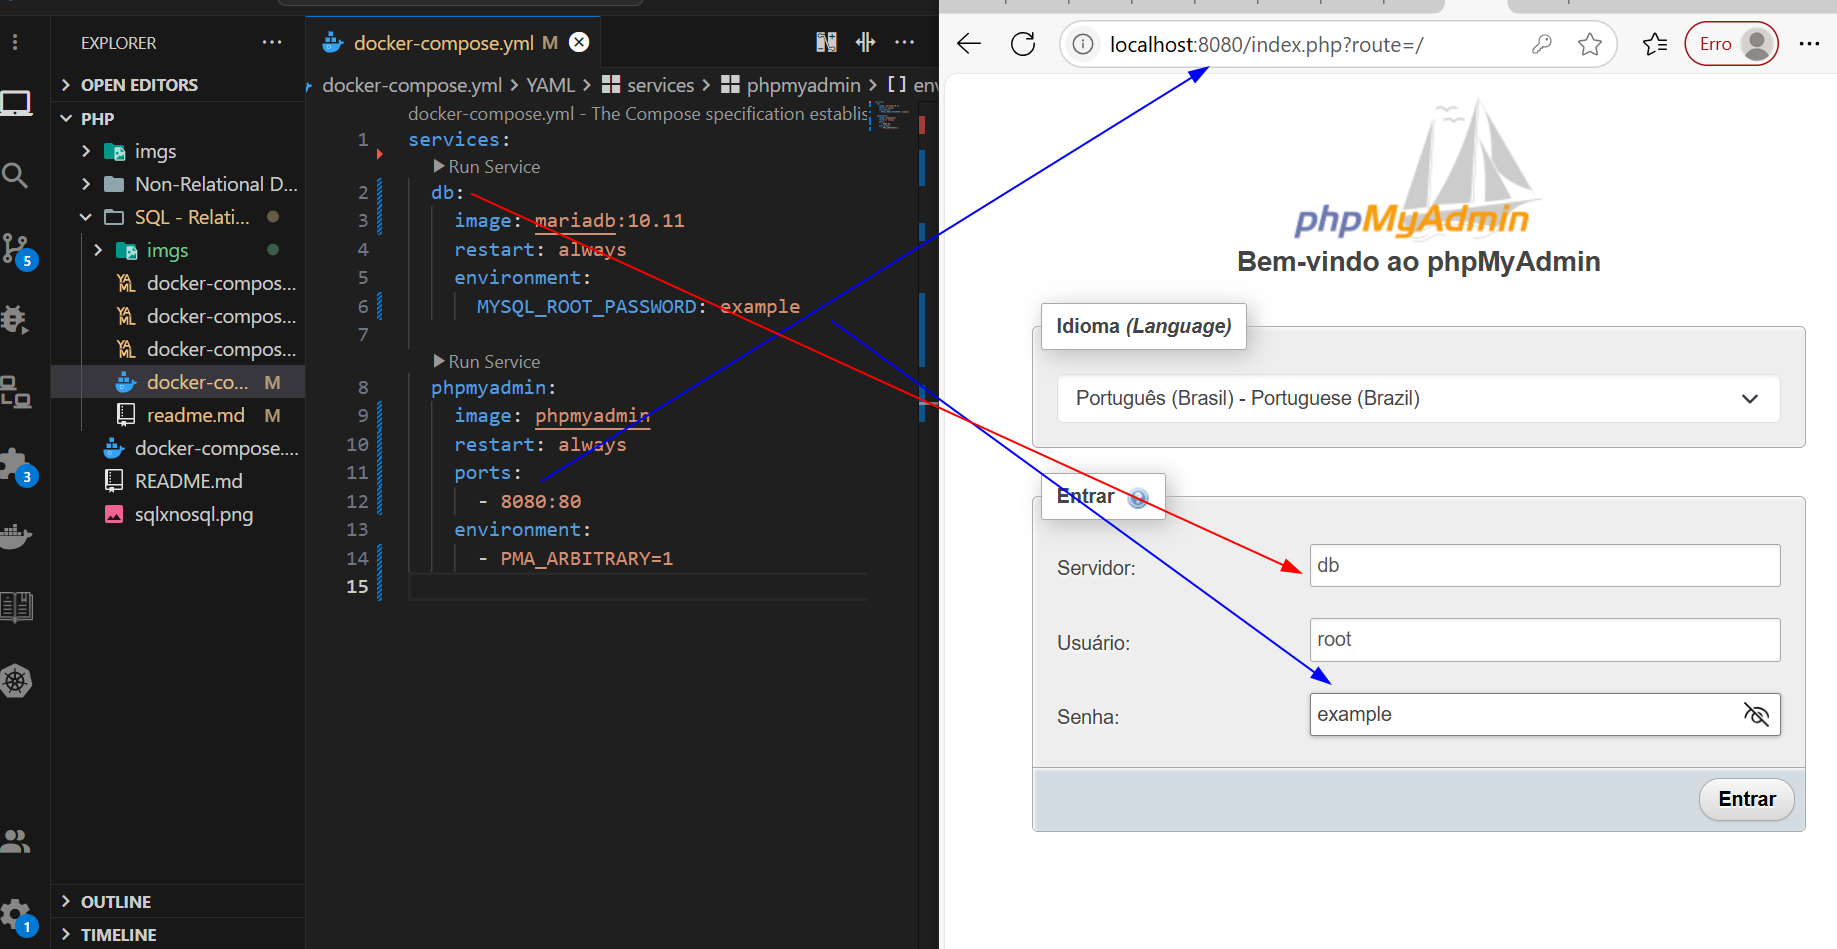 EXPLORER
OPEN EDITORS
PHP
imgs
Non-Relational D...
SQL - Relati...
imgs
docker-compos...
docker-compos...
docker-compos...
docker-co... M
readme.md M
docker-compose....
README.md
sqlxnosql.png
OUTLINE
TIMELINE
5
3
1
docker-compose.yml M
docker-compose.yml > YAML > services > phpmyadmin > [ ] env
docker-compose.yml - The Compose specification establis
1 services:
Run Service
2 db:
3 image: mariadb:10.11
4 restart: always
5 environment:
6 MYSQL_ROOT_PASSWORD: example
7
Run Service
8 phpmyadmin:
9 image: phpmyadmin
10 restart: always
11 ports:
12 - 8080:80
13 environment:
14 - PMA_ARBITRARY=1
15
localhost:8080/index.php?route=/
Erro
phpMyAdmin
Bem-vindo ao phpMyAdmin
Idioma (Language)
Português (Brasil) - Portuguese (Brazil)
Entrar
Servidor: db
Usuário: root
Senha: example
Entrar